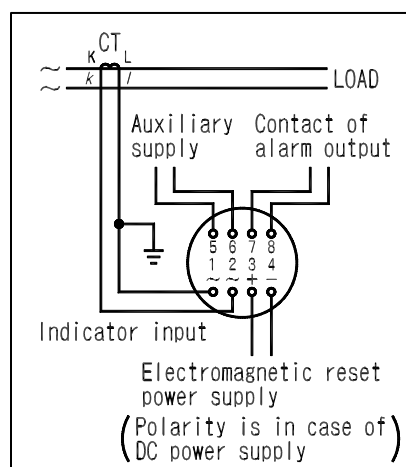 CT
K L
k l
LOAD
Auxiliary supply
Contact of alarm output
5 6 7 8
1 2 3 4
~ ~ + −
Indicator input
Electromagnetic reset
power supply
(Polarity is in case of
DC power supply)